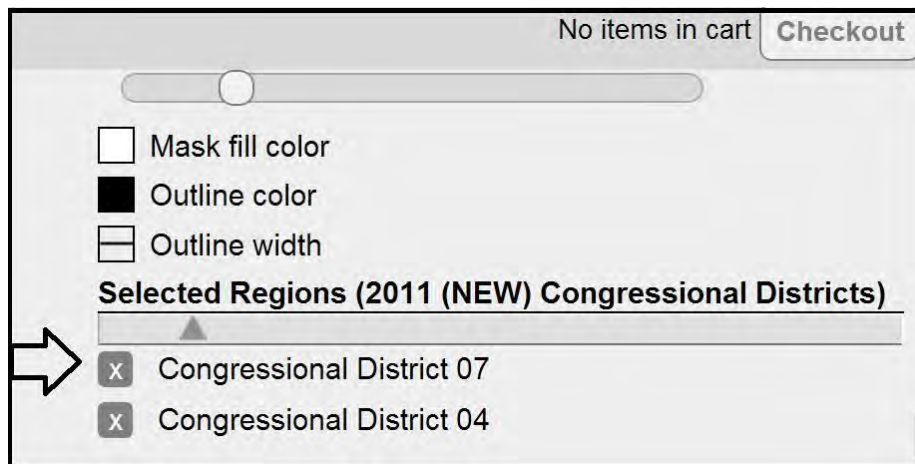 No items in cart Checkout
Mask fill color
Outline color
Outline width
Selected Regions (2011 (NEW) Congressional Districts)
x Congressional District 07
x Congressional District 04